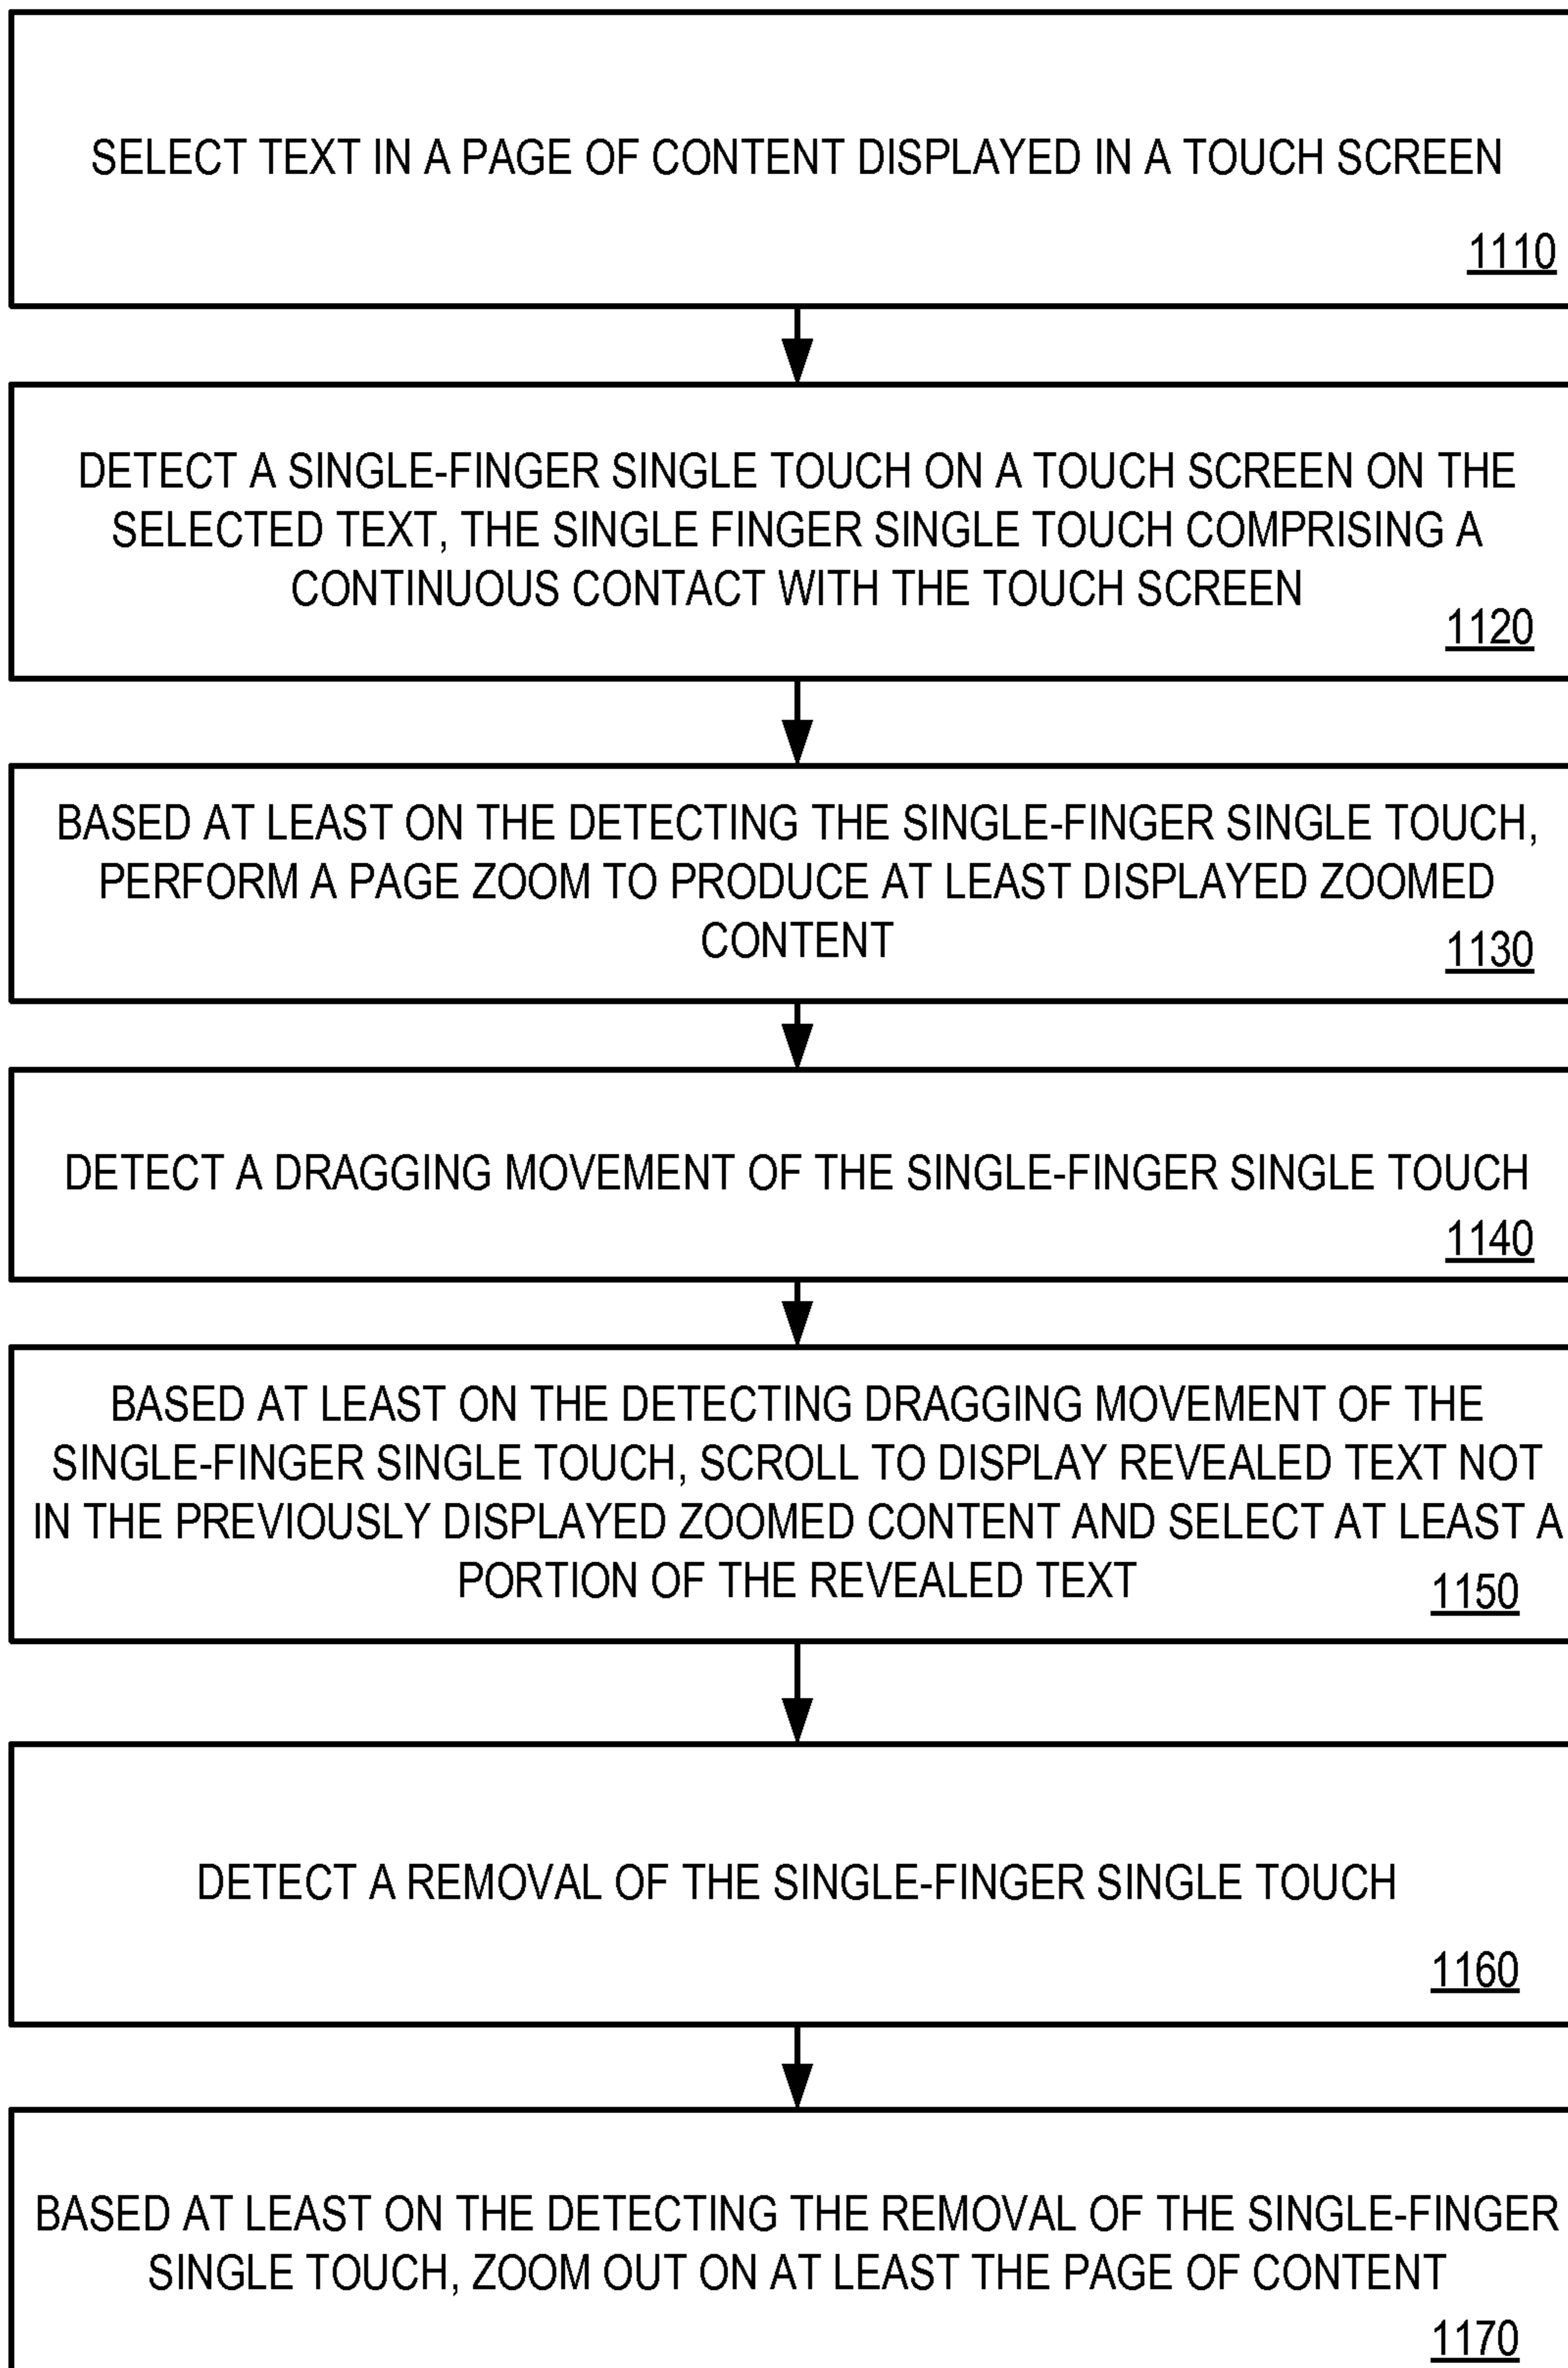 SELECT TEXT IN A PAGE OF CONTENT DISPLAYED IN A TOUCH SCREEN
1110
DETECT A SINGLE-FINGER SINGLE TOUCH ON A TOUCH SCREEN ON THE
SELECTED TEXT, THE SINGLE FINGER SINGLE TOUCH COMPRISING A
CONTINUOUS CONTACT WITH THE TOUCH SCREEN
1120
BASED AT LEAST ON THE DETECTING THE SINGLE-FINGER SINGLE TOUCH,
PERFORM A PAGE ZOOM TO PRODUCE AT LEAST DISPLAYED ZOOMED
CONTENT
1130
DETECT A DRAGGING MOVEMENT OF THE SINGLE-FINGER SINGLE TOUCH
1140
BASED AT LEAST ON THE DETECTING DRAGGING MOVEMENT OF THE
SINGLE-FINGER SINGLE TOUCH, SCROLL TO DISPLAY REVEALED TEXT NOT
IN THE PREVIOUSLY DISPLAYED ZOOMED CONTENT AND SELECT AT LEAST A
PORTION OF THE REVEALED TEXT
1150
DETECT A REMOVAL OF THE SINGLE-FINGER SINGLE TOUCH
1160
BASED AT LEAST ON THE DETECTING THE REMOVAL OF THE SINGLE-FINGER
SINGLE TOUCH, ZOOM OUT ON AT LEAST THE PAGE OF CONTENT
1170